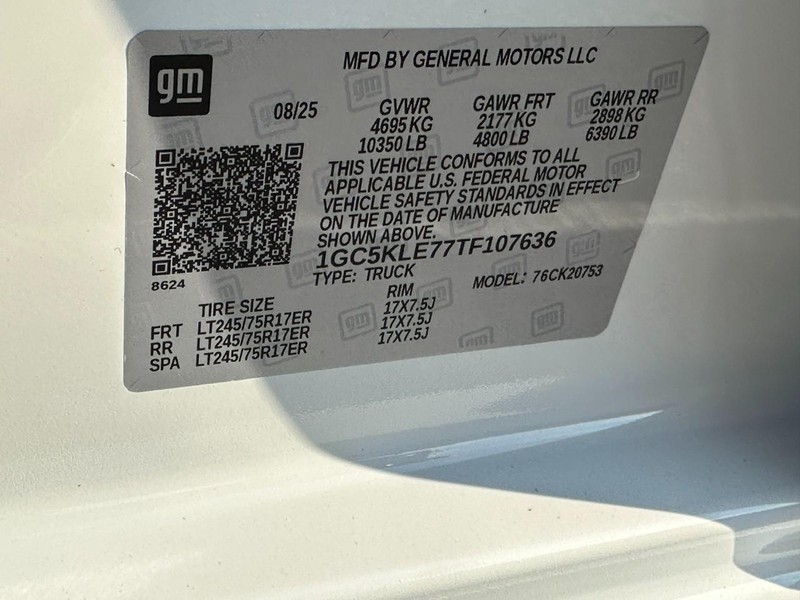 gm
MFD BY GENERAL MOTORS LLC
08/25
GVWR GAWR FRT GAWR RR
4695 KG 2177 KG 2898 KG
10350 LB 4800 LB 6390 LB
THIS VEHICLE CONFORMS TO ALL
APPLICABLE U.S. FEDERAL MOTOR
VEHICLE SAFETY STANDARDS IN EFFECT
ON THE DATE OF MANUFACTURE
SHOWN ABOVE.
1GC5KLE77TF107636
8624
TYPE: TRUCK MODEL: 76CK20753
TIRE SIZE RIM
FRT LT245/75R17ER 17X7.5J
RR LT245/75R17ER 17X7.5J
SPA LT245/75R17ER 17X7.5J